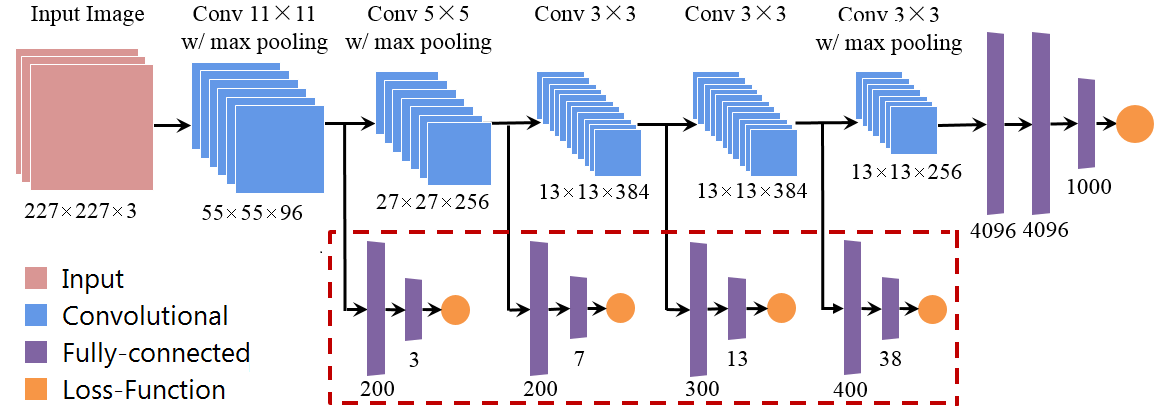 Input Image
Conv 11×11
w/ max pooling
Conv 5×5
w/ max pooling
Conv 3×3
Conv 3×3
Conv 3×3
w/ max pooling
227×227×3
55×55×96
27×27×256
13×13×384
13×13×384
13×13×256
4096
4096
1000
Input
Convolutional
Fully-connected
Loss-Function
200
3
200
7
300
13
400
38